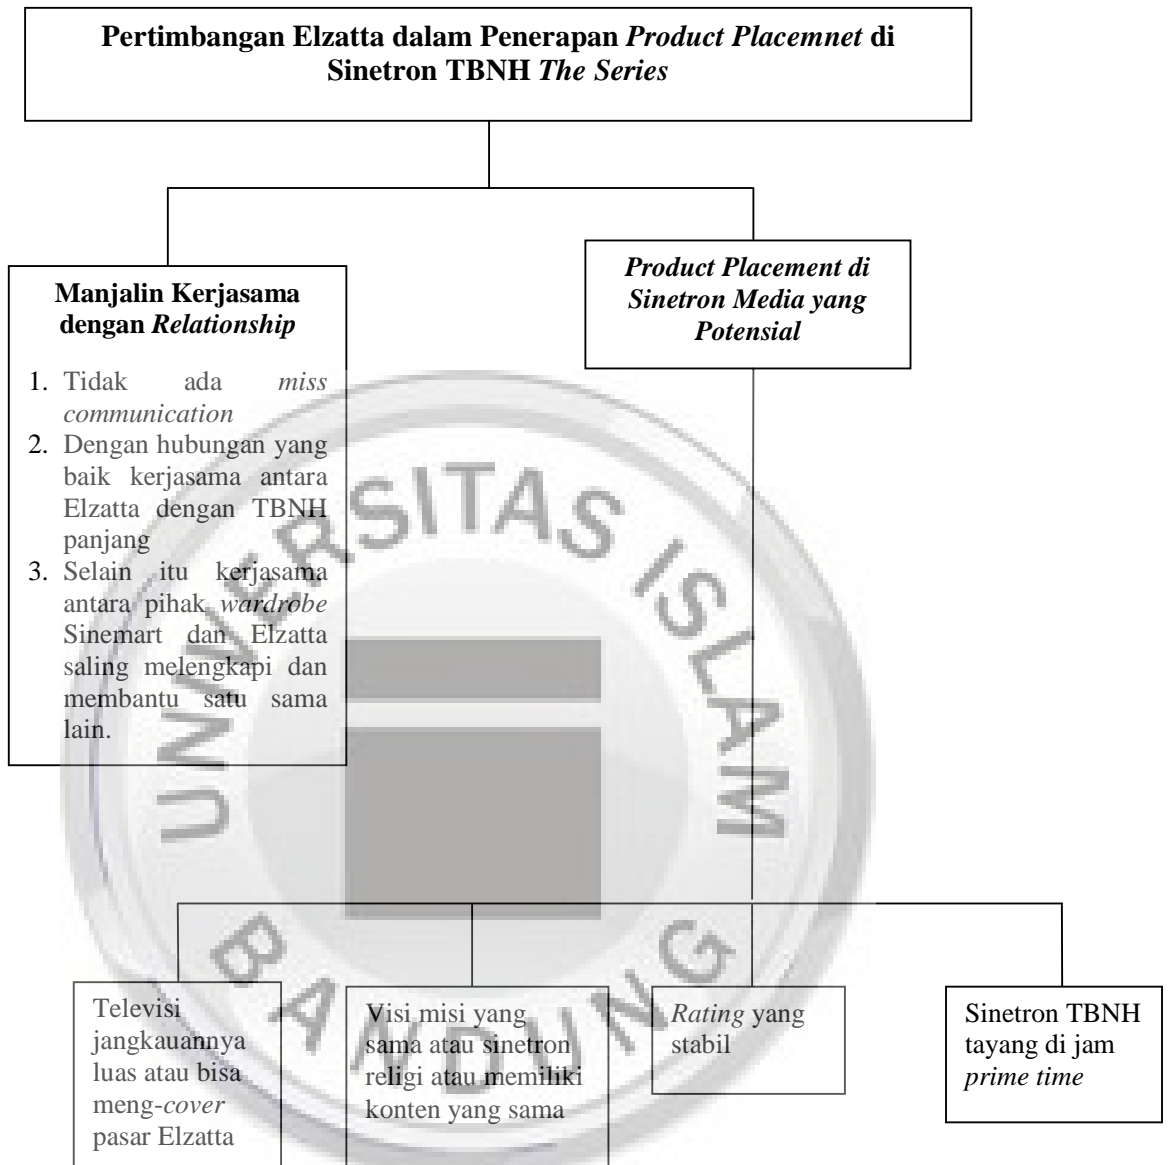 Pertimbangan Elzatta dalam Penerapan Product Placemnet di
Sinetron TBNH The Series
Manjalin Kerjasama
dengan Relationship
1. Tidak ada miss
communication
2. Dengan hubungan yang
baik kerjasama antara
Elzatta dengan TBNH
panjang
3. Selain itu kerjasama
antara pihak wardrobe
Sinemart dan Elzatta
saling melengkapi dan
membantu satu sama
lain.
Product Placement di
Sinetron Media yang
Potensial
Televisi
jangkauannya
luas atau bisa
meng-cover
pasar Elzatta
Visi misi yang
sama atau sinetron
religi atau memiliki
konten yang sama
Rating yang
stabil
Sinetron TBNH
tayang di jam
prime time
UNIVERSITAS ISLAM
BANDUNG